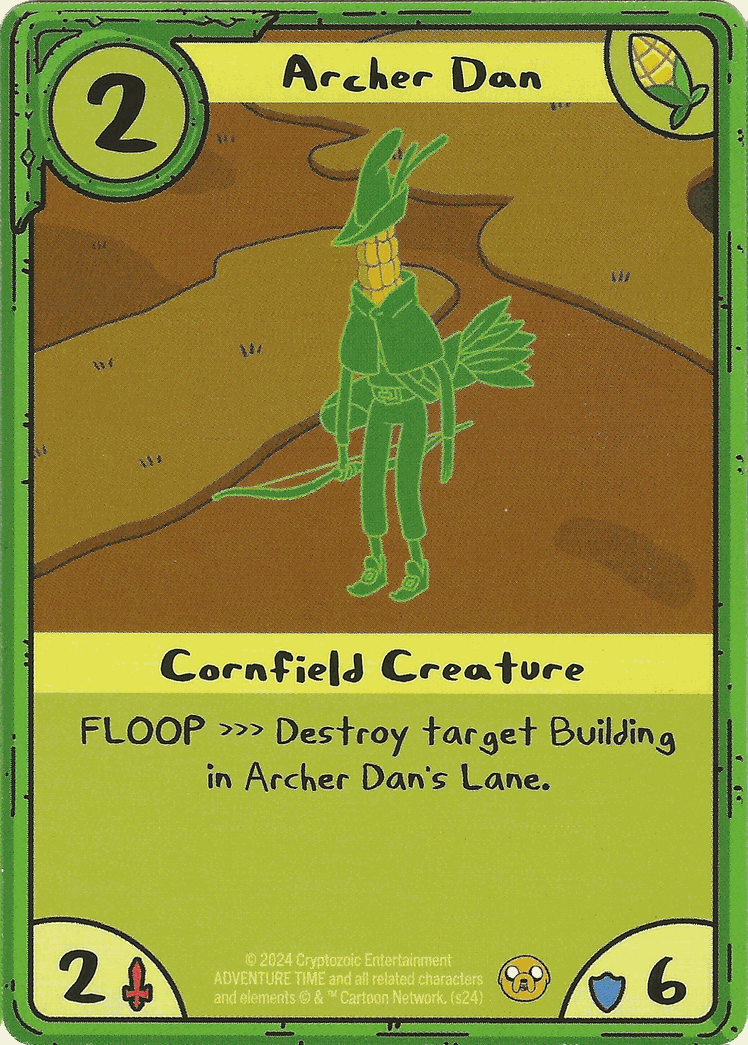 2
Archer Dan
Cornfield Creature
FLOOP >>> Destroy target Building
in Archer Dan's Lane.
2
© 2024 Cryptozoic Entertainment
ADVENTURE TIME and all related characters
and elements © & ™ Cartoon Network. (s24)
6